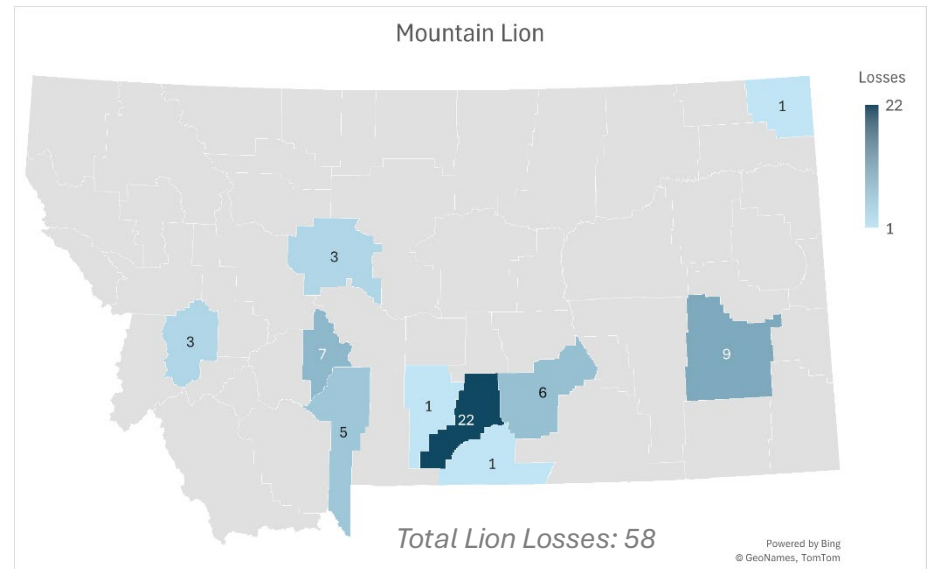 Mountain Lion
Losses
22
1
1
3
3
7
9
6
1
22
5
1
Total Lion Losses: 58
Powered by Bing
© GeoNames, TomTom